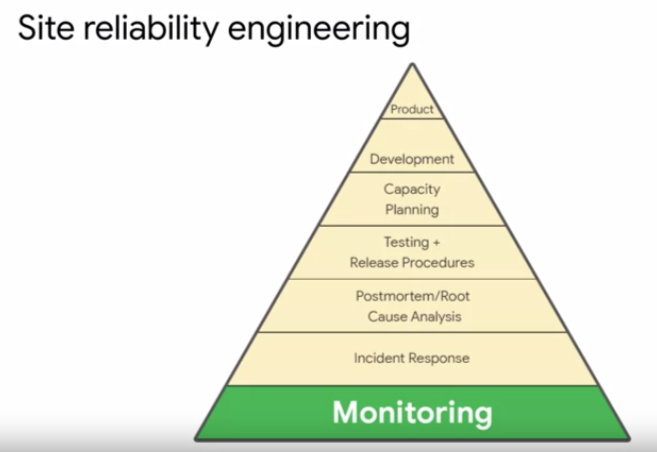 Site reliability engineering
Product
Development
Capacity
Planning
Testing +
Release Procedures
Postmortem/Root
Cause Analysis
Incident Response
Monitoring